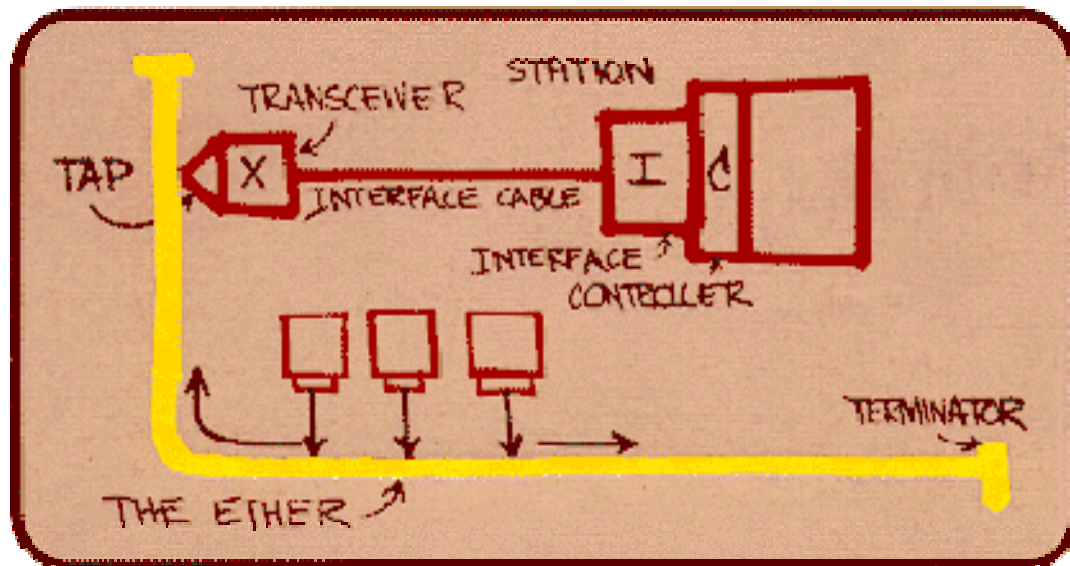 STATION
TRANSCEIVER
TAP
X
I
C
INTERFACE CABLE
INTERFACE
CONTROLLER
TERMINATOR
THE ETHER